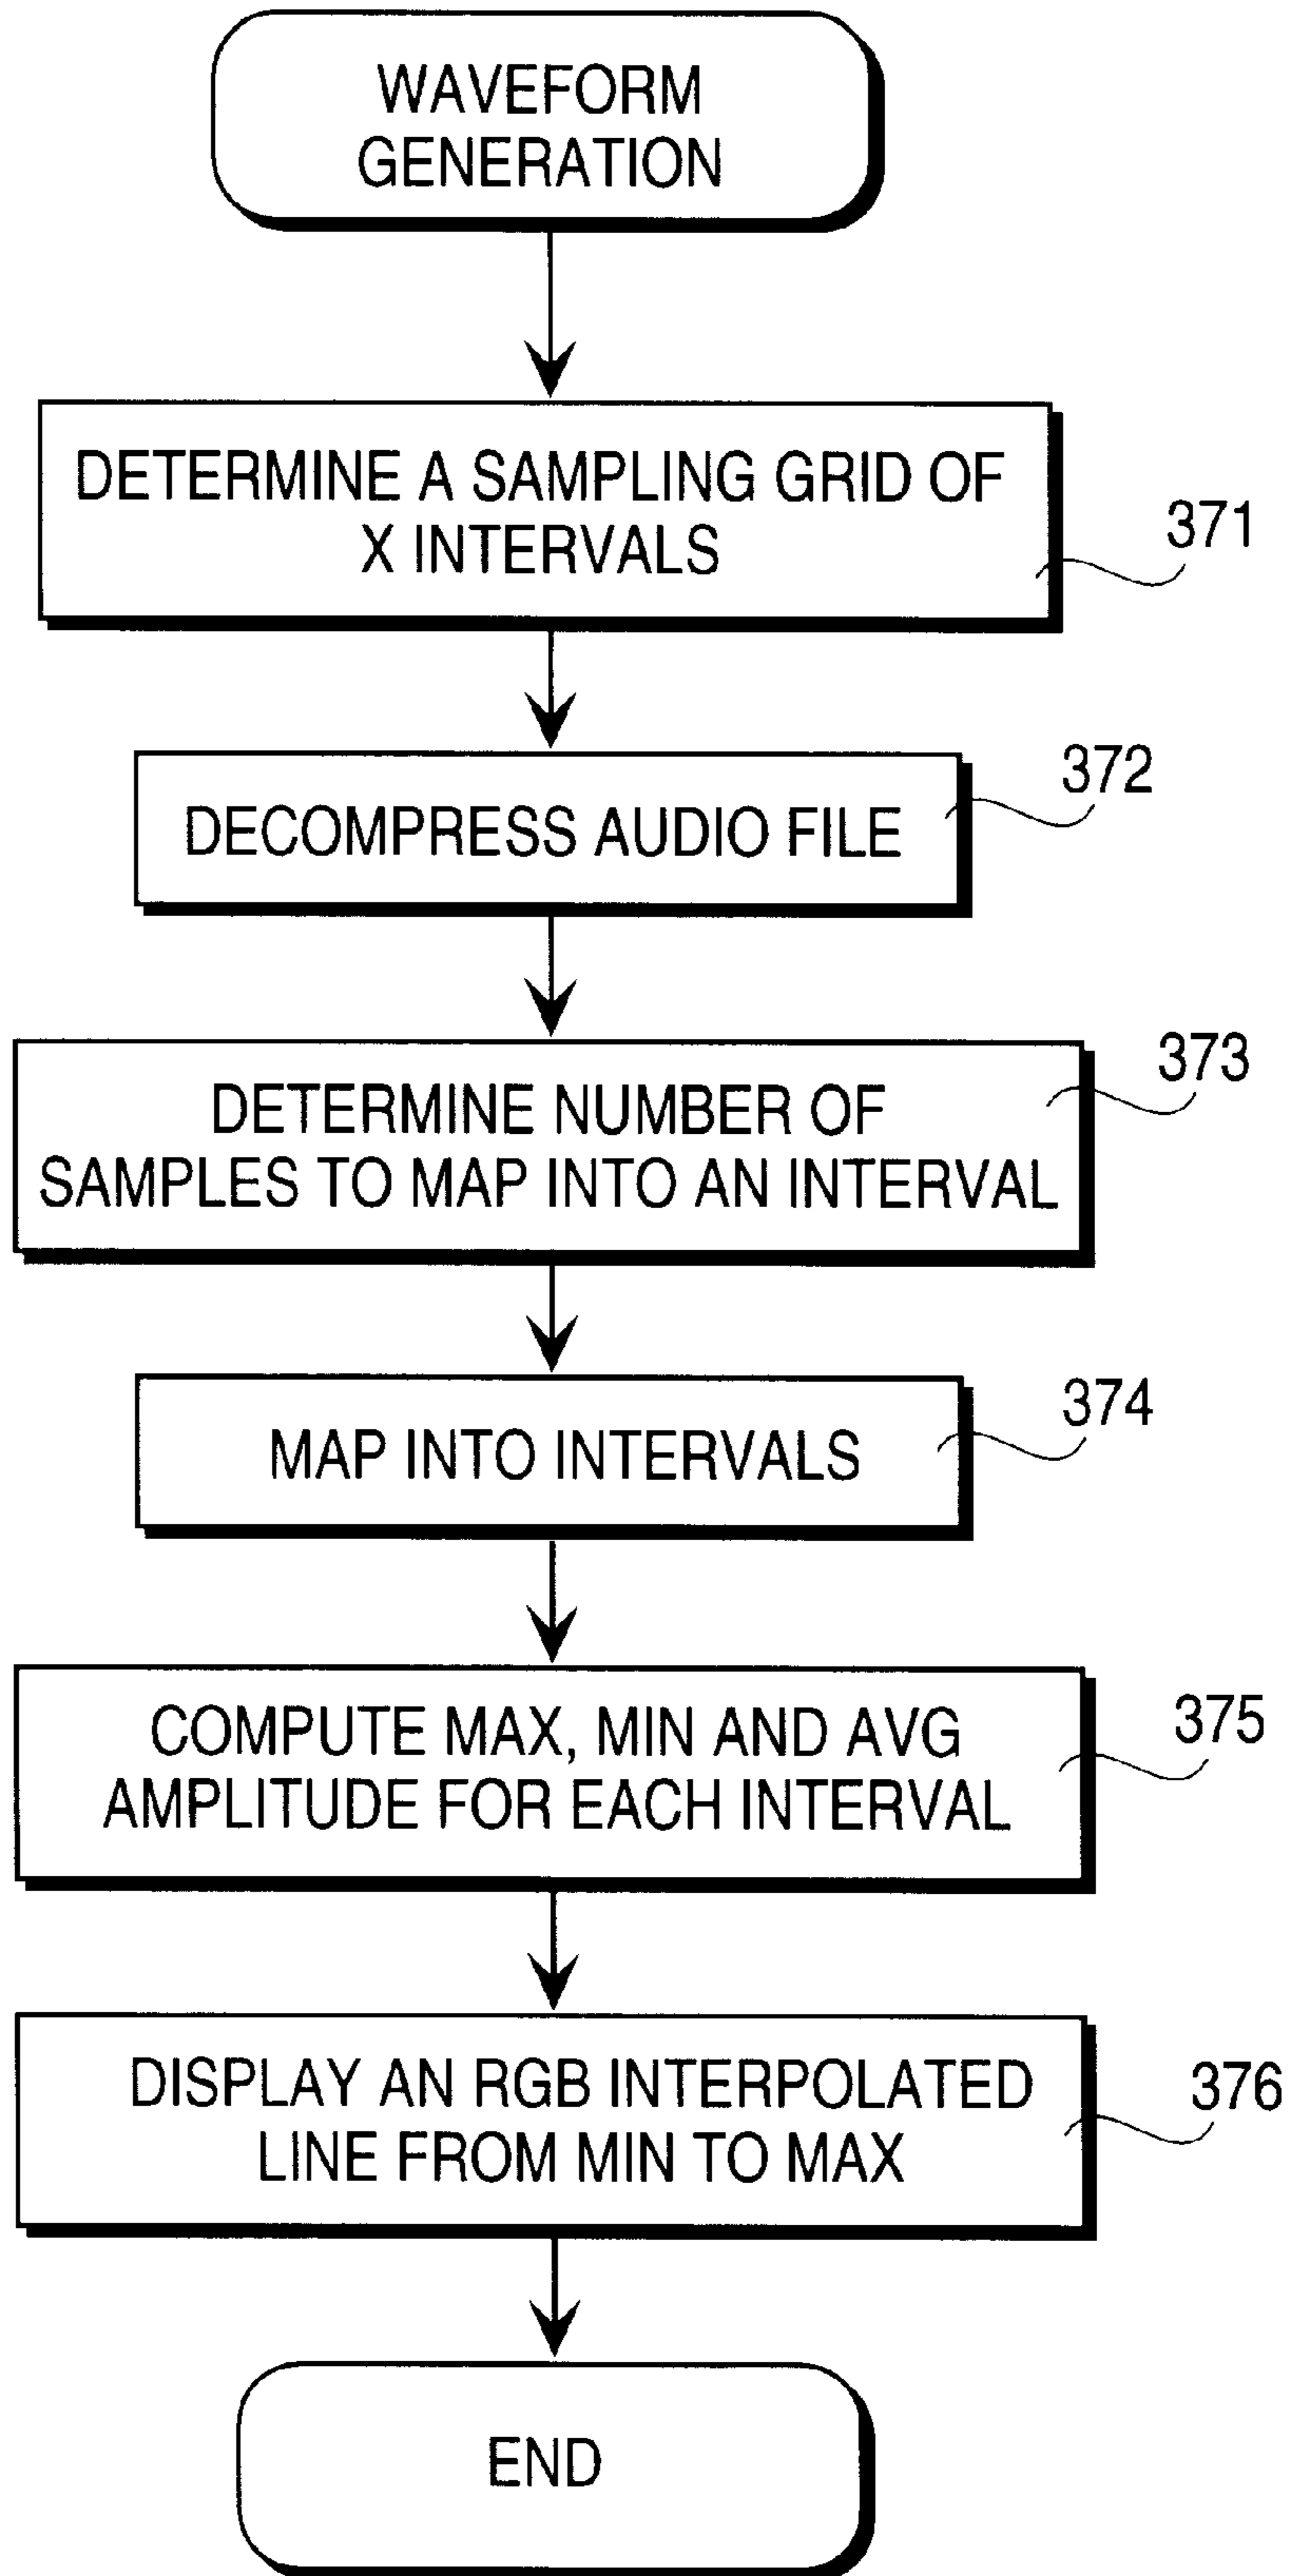 WAVEFORM
GENERATION
DETERMINE A SAMPLING GRID OF
X INTERVALS
371
DECOMPRESS AUDIO FILE
372
DETERMINE NUMBER OF
SAMPLES TO MAP INTO AN INTERVAL
373
MAP INTO INTERVALS
374
COMPUTE MAX, MIN AND AVG
AMPLITUDE FOR EACH INTERVAL
375
DISPLAY AN RGB INTERPOLATED
LINE FROM MIN TO MAX
376
END